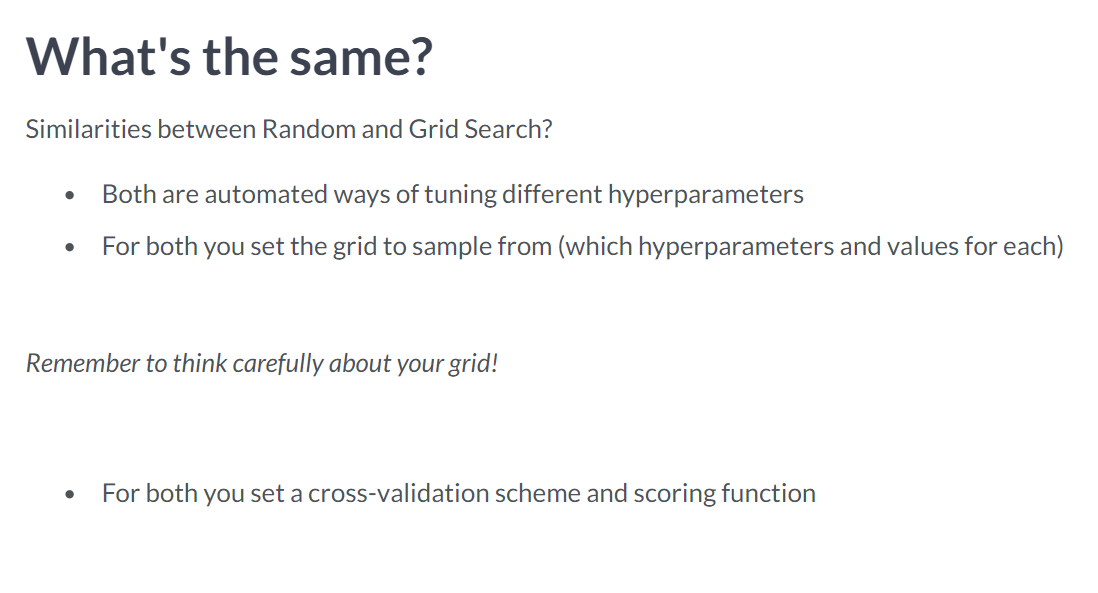 What's the same?
Similarities between Random and Grid Search?
• Both are automated ways of tuning different hyperparameters
• For both you set the grid to sample from (which hyperparameters and values for each)
Remember to think carefully about your grid!
• For both you set a cross-validation scheme and scoring function